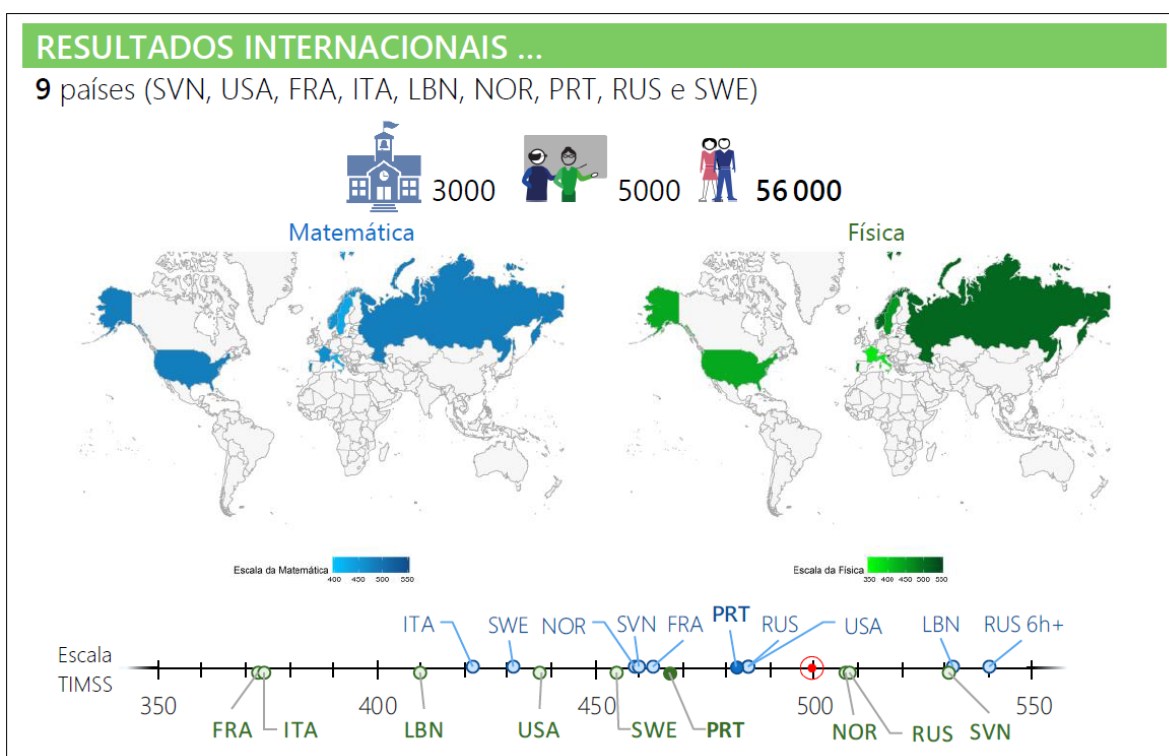 RESULTADOS INTERNACIONAIS ...
9 países (SVN, USA, FRA, ITA, LBN, NOR, PRT, RUS e SWE)
3000 5000 56 000
Matemática Física
Escala da Matemática 400 450 500 550
Escala da Física 350 400 450 500 550
ITA SWE NOR SVN FRA PRT RUS USA LBN RUS 6h+
Escala
TIMSS
350 400 450 500 550
FRA ITA LBN USA SWE PRT NOR RUS SVN